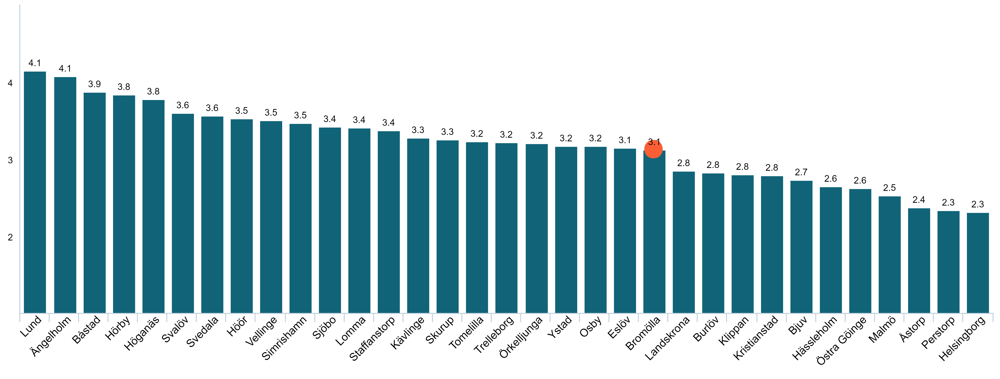 4.1
4.1
3.9
3.8
3.8
3.6
3.6
3.5
3.5
3.5
3.4
3.4
3.4
3.3
3.3
3.2
3.2
3.2
3.2
3.2
3.1
3.1
2.8
2.8
2.8
2.8
2.7
2.6
2.6
2.5
2.4
2.3
2.3
4
3
2
Lund
Ängelholm
Båstad
Hörby
Höganäs
Svalöv
Svedala
Höör
Vellinge
Simrishamn
Sjöbo
Lomma
Staffanstorp
Kävlinge
Skurup
Tomelilla
Trelleborg
Örkelljunga
Ystad
Osby
Eslöv
Bromölla
Landskrona
Burlöv
Klippan
Kristianstad
Bjuv
Hässleholm
Östra Göinge
Malmö
Åstorp
Perstorp
Helsingborg